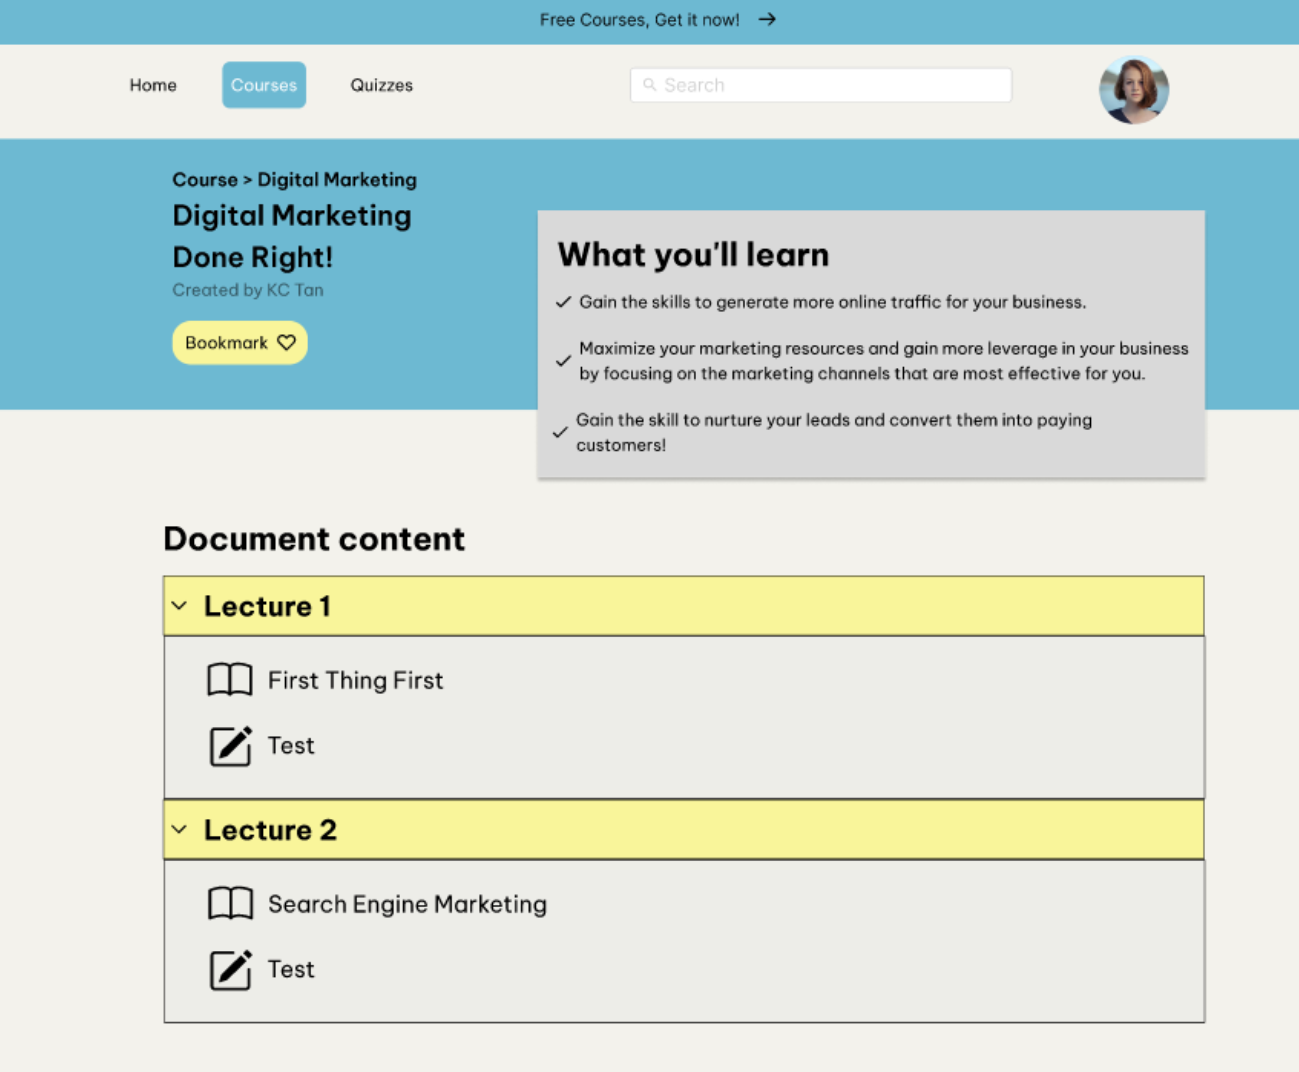 Free Courses, Get it now!
Home
Courses
Quizzes
Search
Course > Digital Marketing
Digital Marketing
Done Right!
Created by KC Tan
Bookmark
What you'll learn
Gain the skills to generate more online traffic for your business.
Maximize your marketing resources and gain more leverage in your business
by focusing on the marketing channels that are most effective for you.
Gain the skill to nurture your leads and convert them into paying
customers!
Document content
Lecture 1
First Thing First
Test
Lecture 2
Search Engine Marketing
Test